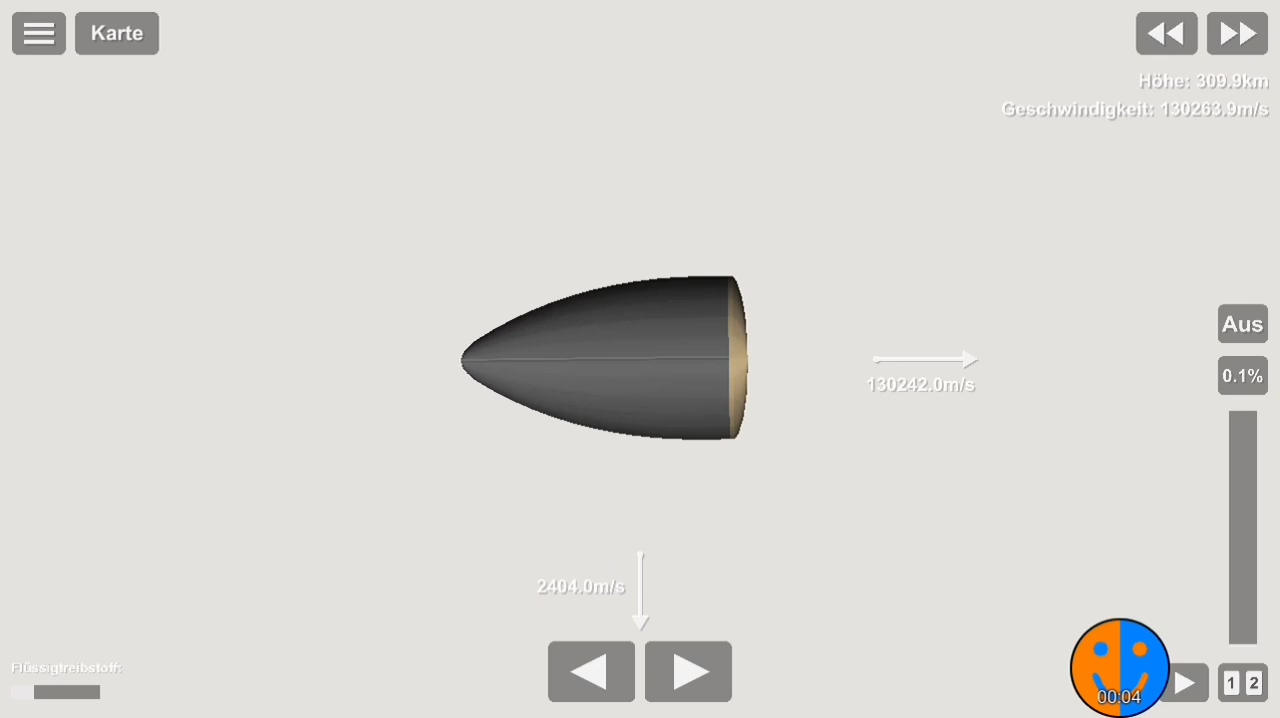 Karte
Höhe: 309.9km
Geschwindigkeit: 130263.9m/s
Aus
0.1%
130242.0m/s
2404.0m/s
Flüssigtreibstoff:
00:04
1 2